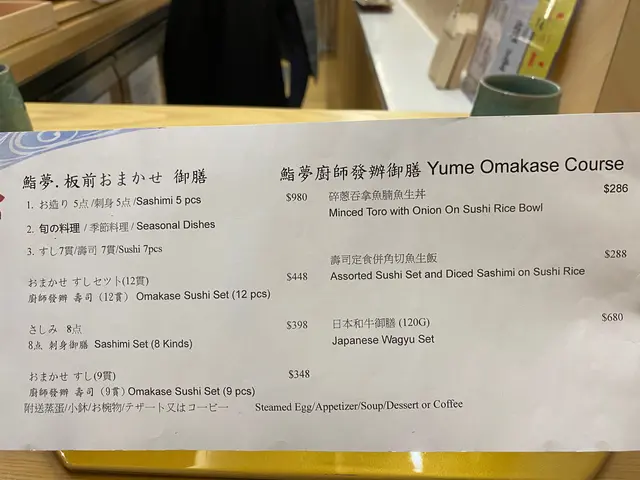 鮨夢.板前おまかせ 御膳
1. お造り 5点 /刺身 5点 /Sashimi 5 pcs $980
2. 旬の料理 / 季節料理 / Seasonal Dishes
3. すし7貫/壽司 7貫/Sushi 7pcs
おまかせ すしセツト(12貫)
廚師發辦 壽司 (12貫) Omakase Sushi Set (12 pcs) $448
さしみ 8点 $398
8点 刺身御膳 Sashimi Set (8 Kinds)
おまかせ すし(9貫) $348
廚師發辦 壽司 (9貫) Omakase Sushi Set (9 pcs)
鮨夢廚師發辦御膳 Yume Omakase Course
碎蔥吞拿魚腩魚生丼 $286
Minced Toro with Onion On Sushi Rice Bowl
壽司定食併角切魚生飯 $288
Assorted Sushi Set and Diced Sashimi on Sushi Rice
日本和牛御膳 (120G) $680
Japanese Wagyu Set
附送蒸蛋/小鉢/お椀物/テザート又はコーピー Steamed Egg/Appetizer/Soup/Dessert or Coffee